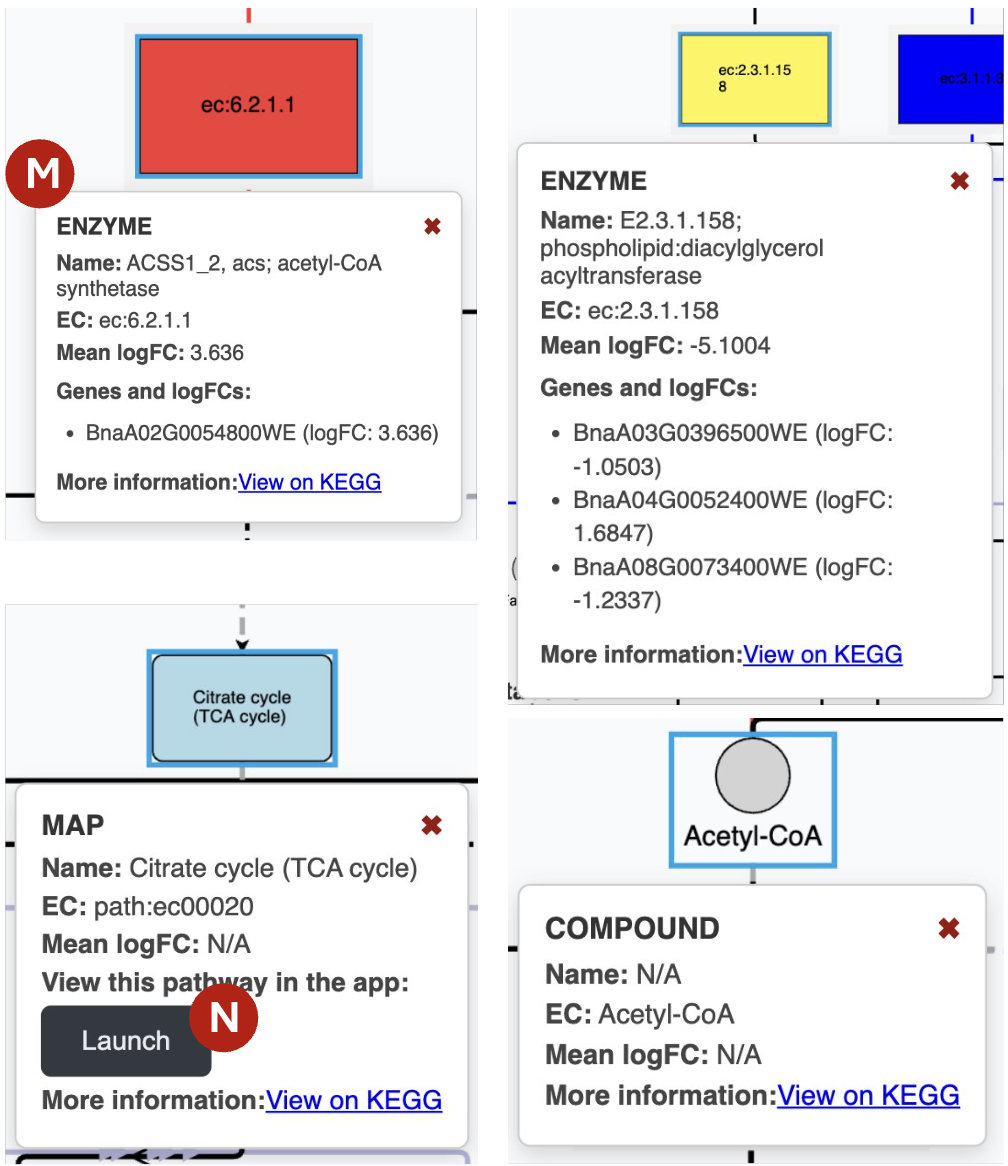 ec:6.2.1.1
M
ENZYME
Name: ACSS1_2, acs; acetyl-CoA
synthetase
EC: ec:6.2.1.1
Mean logFC: 3.636
Genes and logFCs:
• BnaA02G0054800WE (logFC: 3.636)
More information:View on KEGG
ec:2.3.1.15
8
ec:3.1.1.3
ENZYME
Name: E2.3.1.158;
phospholipid:diacylglycerol
acyltransferase
EC: ec:2.3.1.158
Mean logFC: -5.1004
Genes and logFCs:
• BnaA03G0396500WE (logFC:
-1.0503)
• BnaA04G0052400WE (logFC:
1.6847)
• BnaA08G0073400WE (logFC:
-1.2337)
More information:View on KEGG
Citrate cycle
(TCA cycle)
MAP
Name: Citrate cycle (TCA cycle)
EC: path:ec00020
Mean logFC: N/A
View this pathway in the app:
Launch
N
More information:View on KEGG
Acetyl-CoA
COMPOUND
Name: N/A
EC: Acetyl-CoA
Mean logFC: N/A
More information:View on KEGG